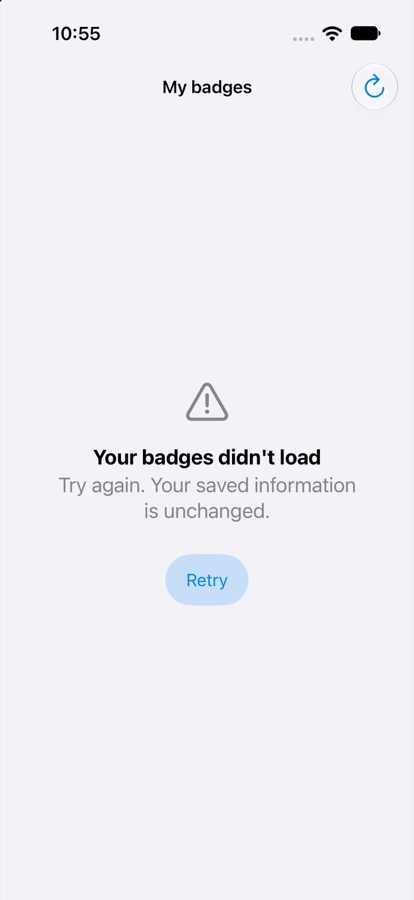 10:55
My badges
Your badges didn't load
Try again. Your saved information
is unchanged.
Retry